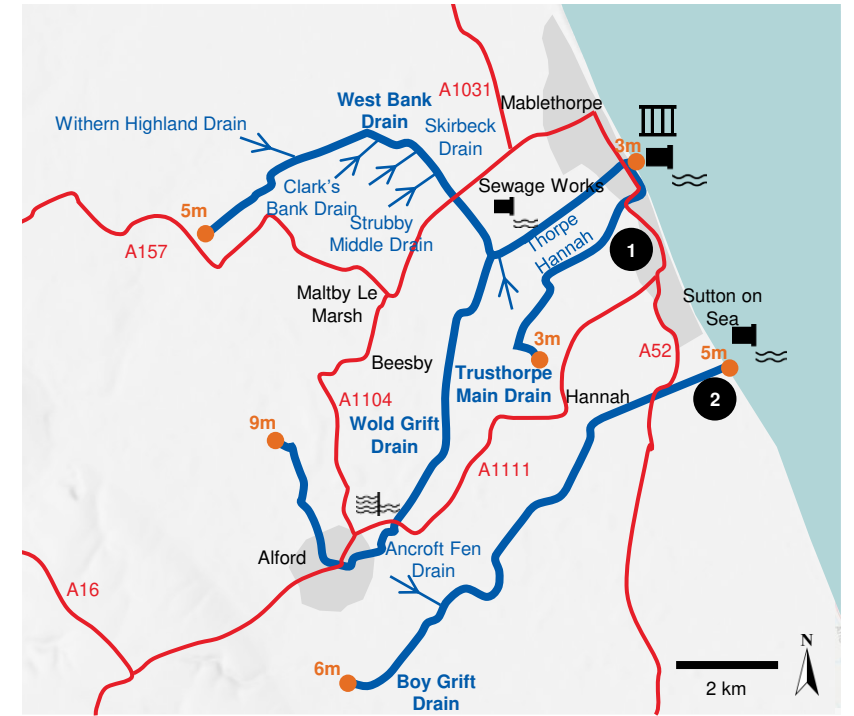 A1031
Mablethorpe
West Bank
Drain
Withern Highland Drain
Skirbeck
Drain
3m
Clark's
Bank Drain
Sewage Works
5m
Strubby
Middle Drain
Thorpe
Hannah
1
A157
Maltby Le
Marsh
Sutton on
Sea
3m
5m
A52
Beesby
Trusthorpe
Main Drain
Hannah
2
A1104
9m
Wold Grift
Drain
A1111
Alford
Ancroft Fen
Drain
A16
6m
Boy Grift
Drain
N
2 km